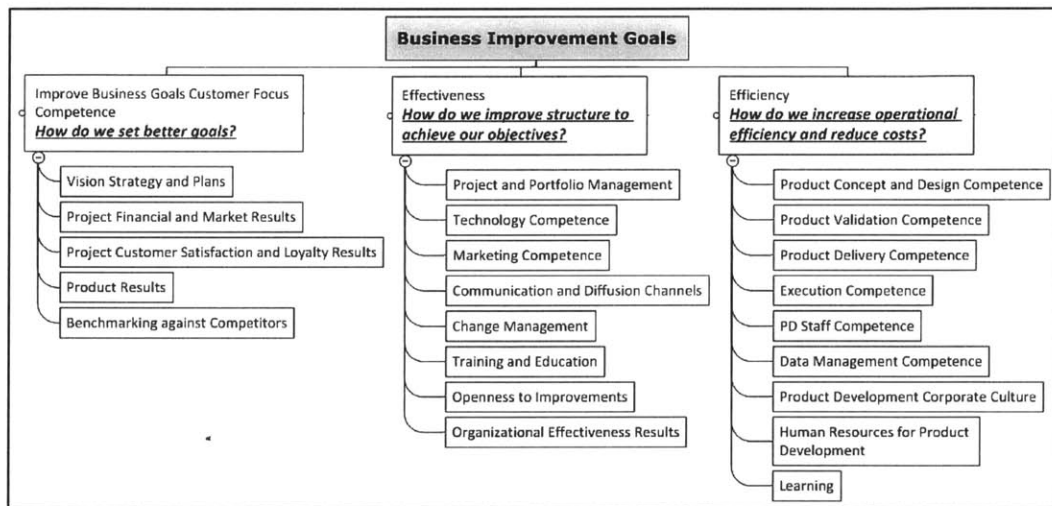 Business Improvement Goals
Improve Business Goals Customer Focus
Competence
How do we set better goals?
Vision Strategy and Plans
Project Financial and Market Results
Project Customer Satisfaction and Loyalty Results
Product Results
Benchmarking against Competitors
Effectiveness
How do we improve structure to
achieve our objectives?
Project and Portfolio Management
Technology Competence
Marketing Competence
Communication and Diffusion Channels
Change Management
Training and Education
Openness to Improvements
Organizational Effectiveness Results
Efficiency
How do we increase operational
efficiency and reduce costs?
Product Concept and Design Competence
Product Validation Competence
Product Delivery Competence
Execution Competence
PD Staff Competence
Data Management Competence
Product Development Corporate Culture
Human Resources for Product
Development
Learning